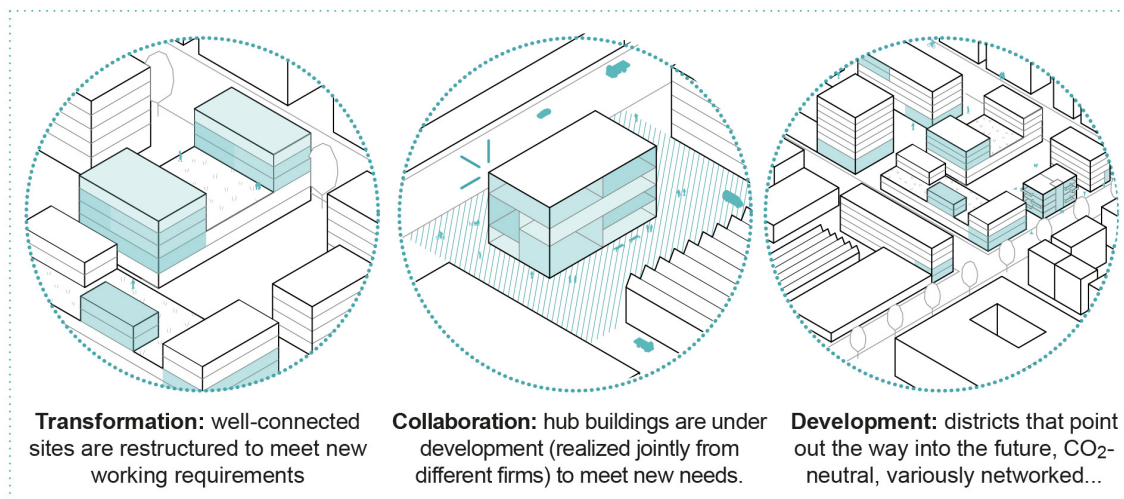 Transformation: well-connected
sites are restructured to meet new
working requirements
Collaboration: hub buildings are under
development (realized jointly from
different firms) to meet new needs.
Development: districts that point
out the way into the future, CO₂-
neutral, variously networked...